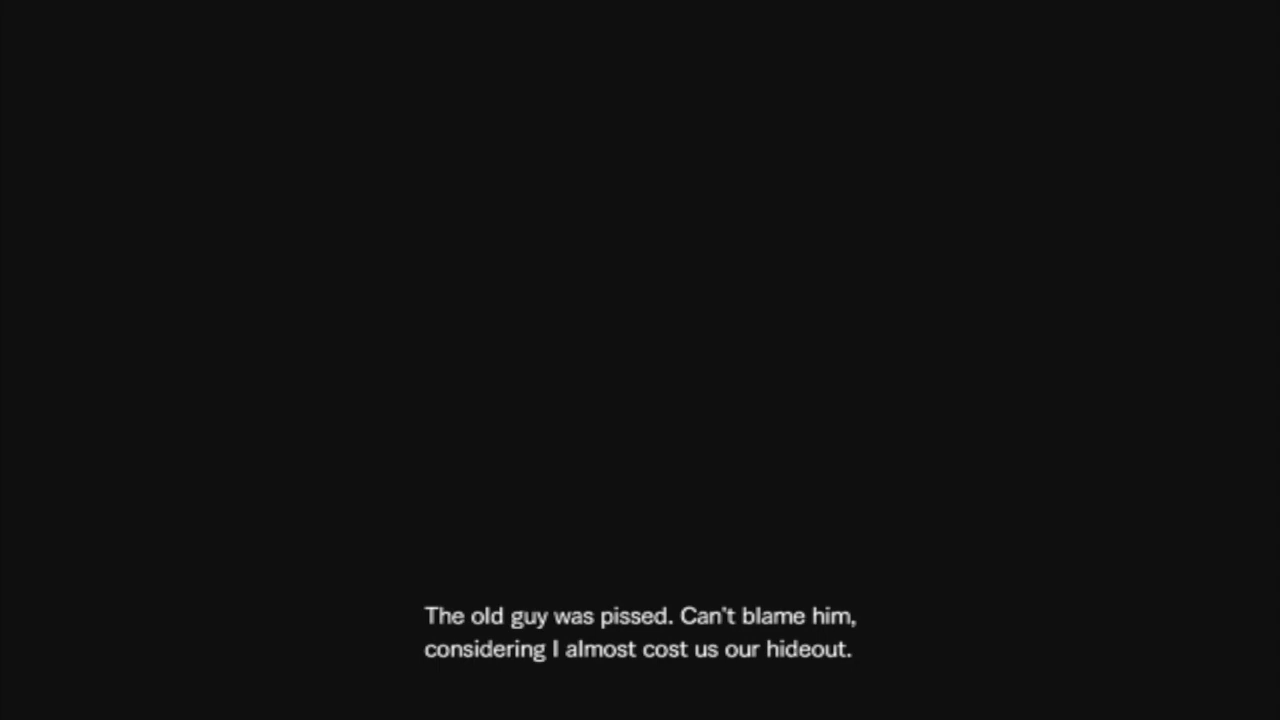 The old guy was pissed. Can't blame him,
considering I almost cost us our hideout.